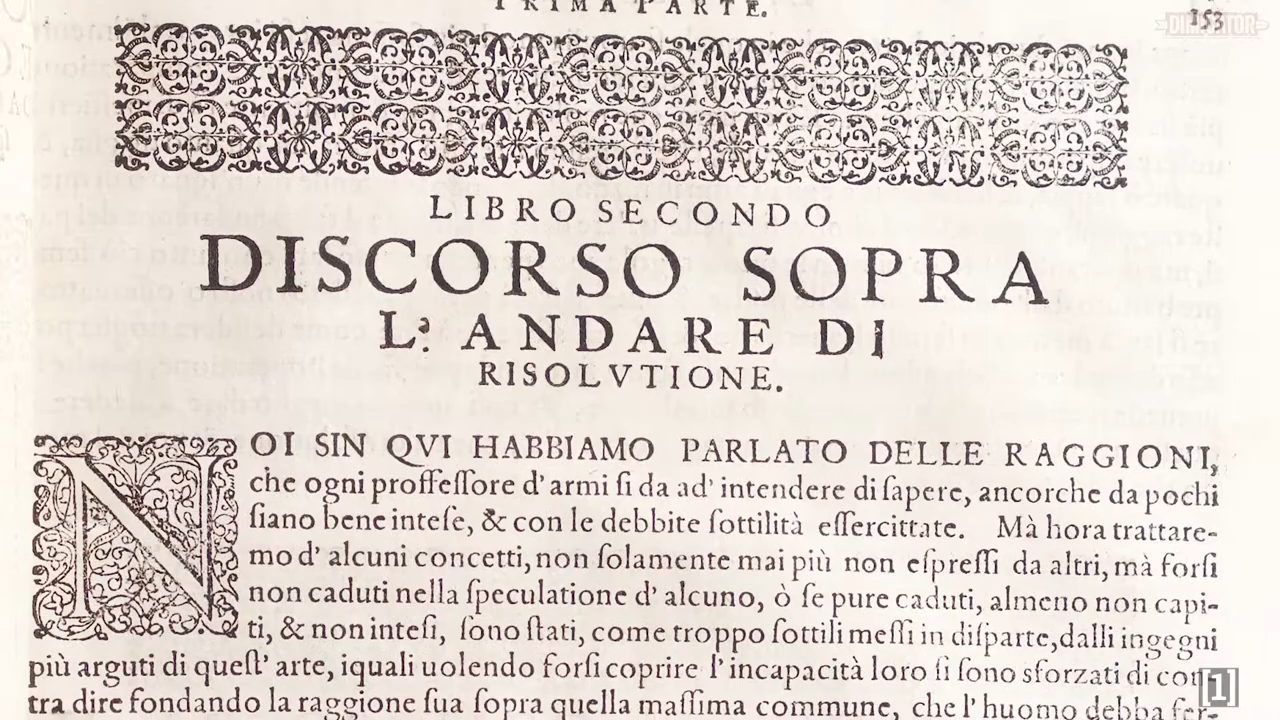 PRIMA PARTE.
153
LIBRO SECONDO
DISCORSO SOPRA
L' ANDARE DI
RISOLVTIONE.
NOI SIN QVI HABBIAMO PARLATO DELLE RAGGIONI,
che ogni proffeſſore d' armi ſi da ad' intendere di ſapere, ancorche da pochi
ſiano bene inteſe, & con le debbite ſottilità eſſercittate. Mà hora trattare-
mo d' alcuni concetti, non ſolamente mai più non eſpreſſi da altri, mà forſi
non caduti nella ſpeculatione d' alcuno, ò ſe pure caduti, almeno non capi-
ti, & non inteſi, ſono ſtati, come troppo ſottili meſſi in diſparte, dalli ingegni
più arguti di queſt' arte, iquali uolendo forſi coprire l' incapacità loro ſi ſono sforzati di con-
tra dire fondando la raggione ſua ſopra quella maſſima commune, che l' huomo debba fer-
[1]